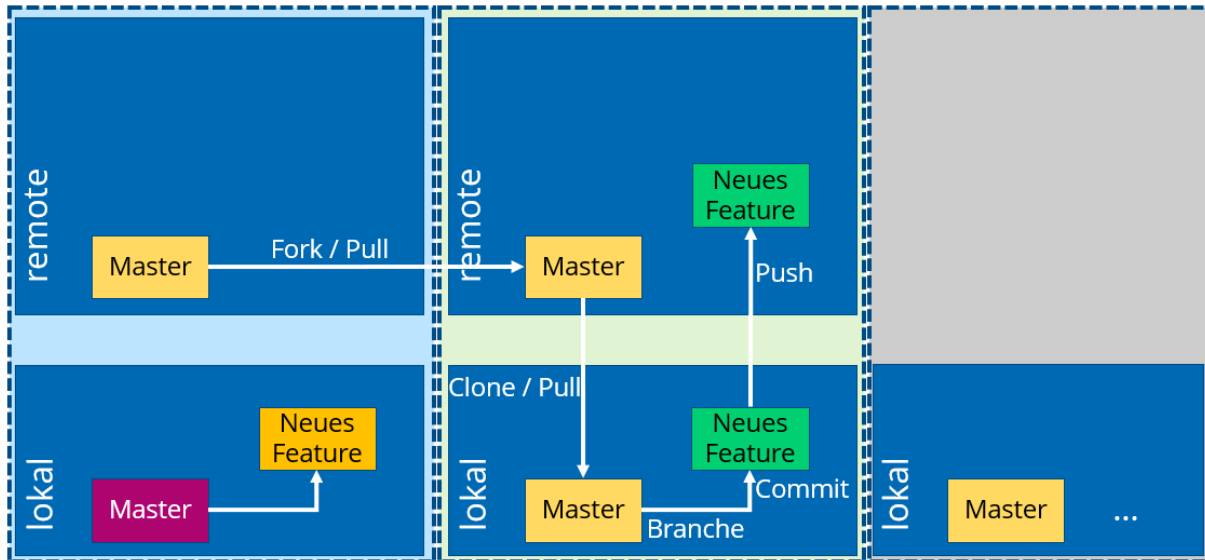 remote
Master
Fork / Pull
remote
Master
Neues
Feature
Push
Clone / Pull
lokal
Master
Neues
Feature
lokal
Master
Branche
Neues
Feature
Commit
lokal
Master
...